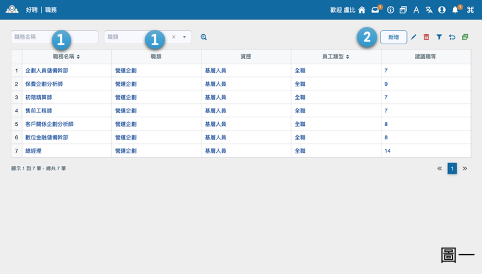 好聘 | 職務
歡迎 盧比
職務名稱 1 職類 1
2 新增
職務名稱 職類 資歷 員工類型 建議職等
1 企劃人員儲備幹部 營運企劃 基層人員 全職 7
2 保費企劃分析師 營運企劃 基層人員 全職 9
3 初階精算師 營運企劃 基層人員 全職 7
4 售前工程師 營運企劃 基層人員 全職 7
5 客戶關係企劃分析師 營運企劃 基層人員 全職 8
6 數位金融儲備幹部 營運企劃 基層人員 全職 8
7 總經理 營運企劃 基層人員 全職 14
顯示 1 到 7 筆，總共 7 筆
« 1 »
圖一